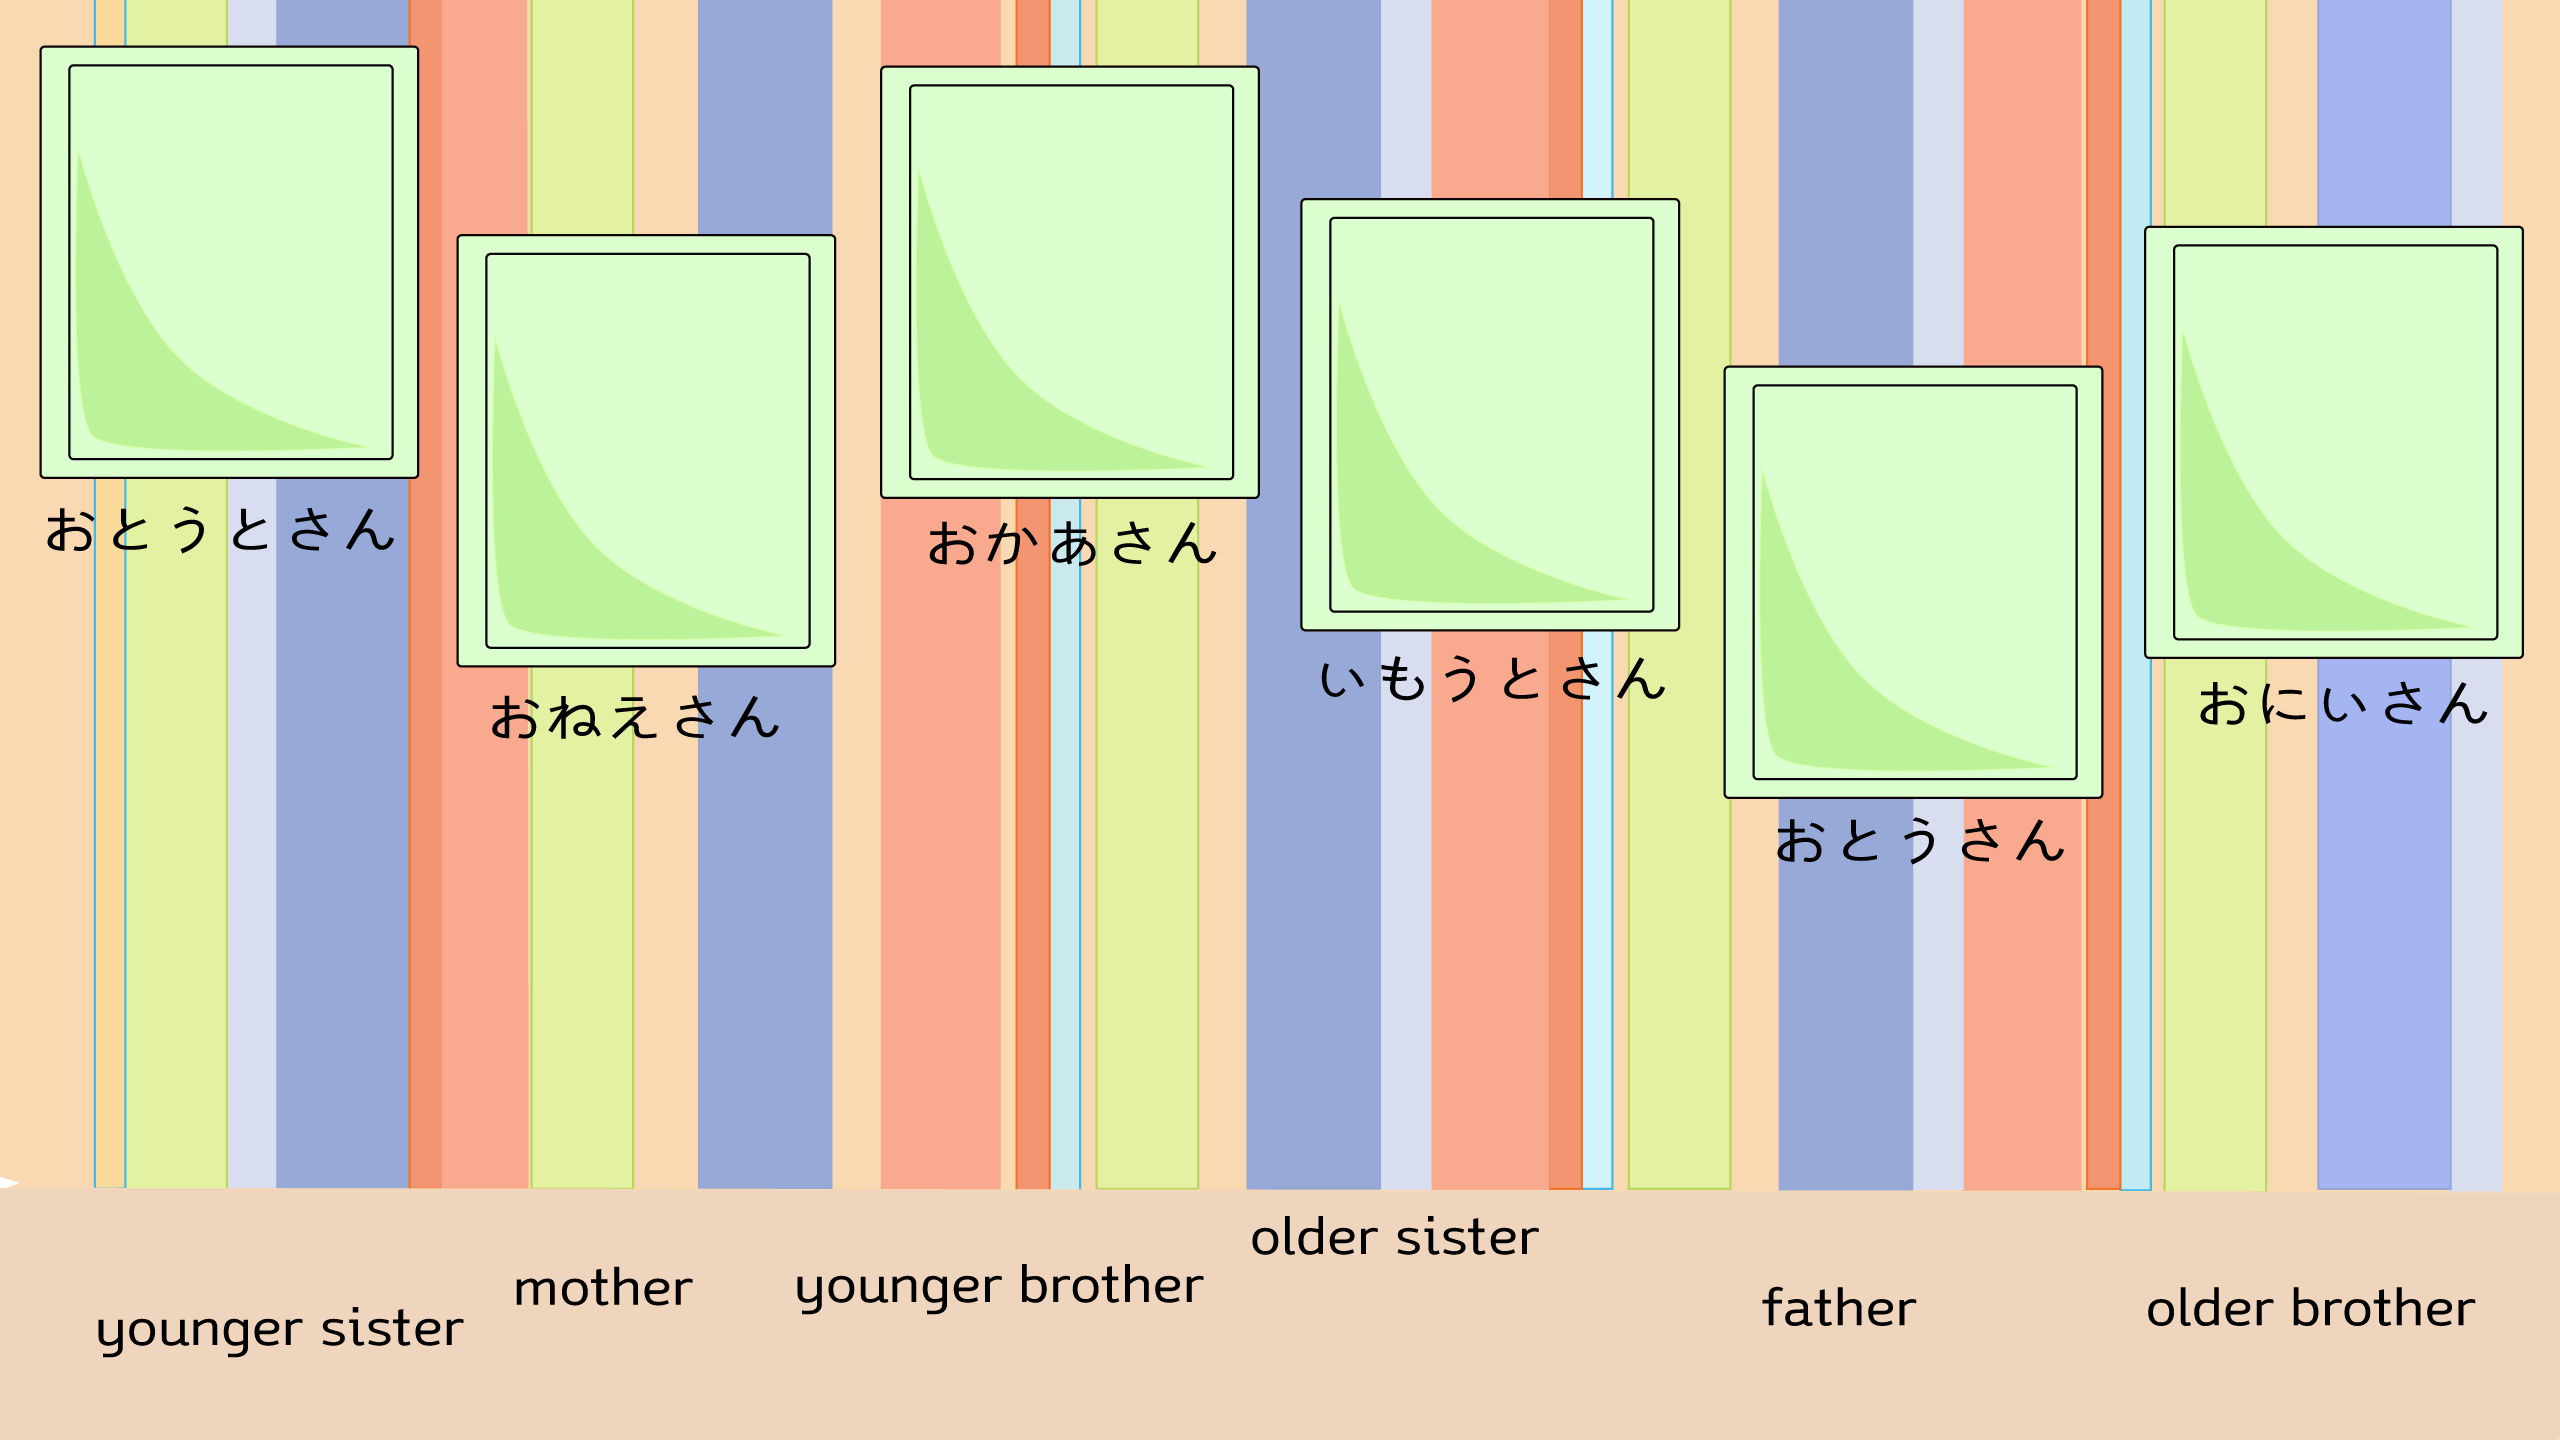 おとうとさん
おねえさん
おかあさん
いもうとさん
おとうさん
おにいさん
younger sister
mother
younger brother
older sister
father
older brother